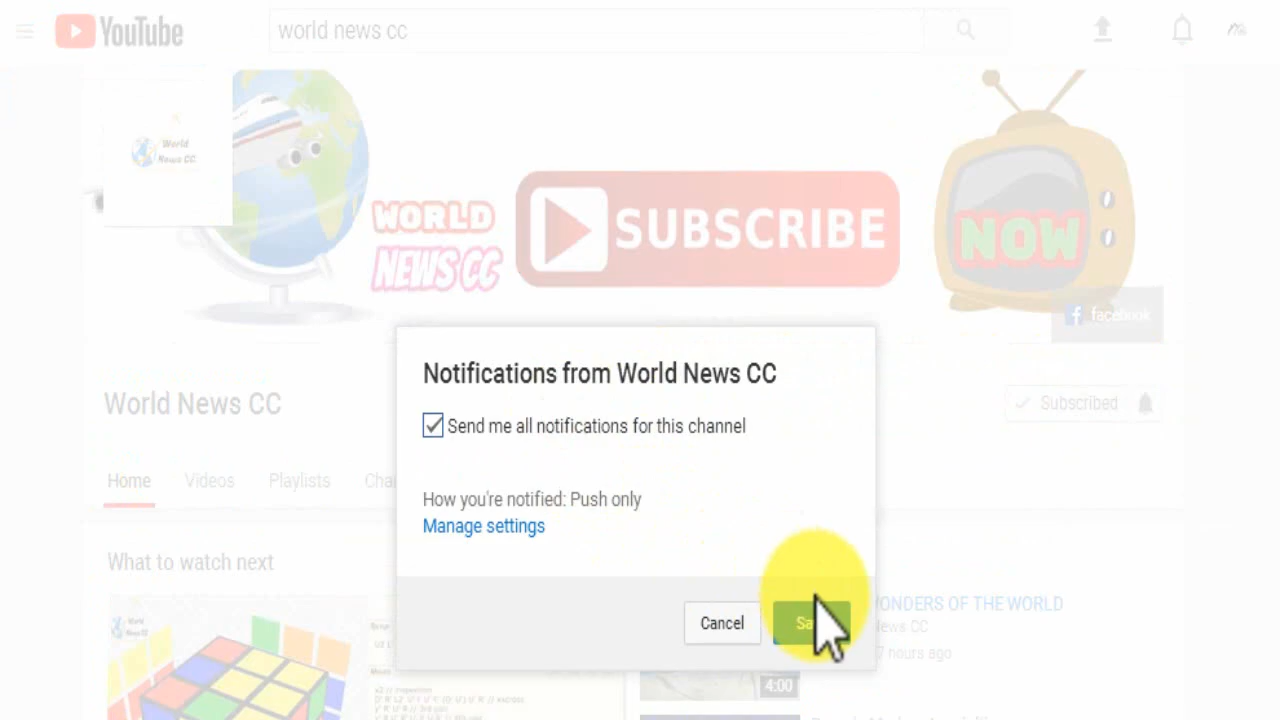 YouTube
world news cc
World
News CC
WORLD
NEWS CC
SUBSCRIBE
NOW
facebook
Notifications from World News CC
Send me all notifications for this channel
How you're notified: Push only
Manage settings
Cancel
World News CC
Subscribed
Home
Videos
Playlists
What to watch next
WONDERS OF THE WORLD
News CC
7 hours ago
4:00